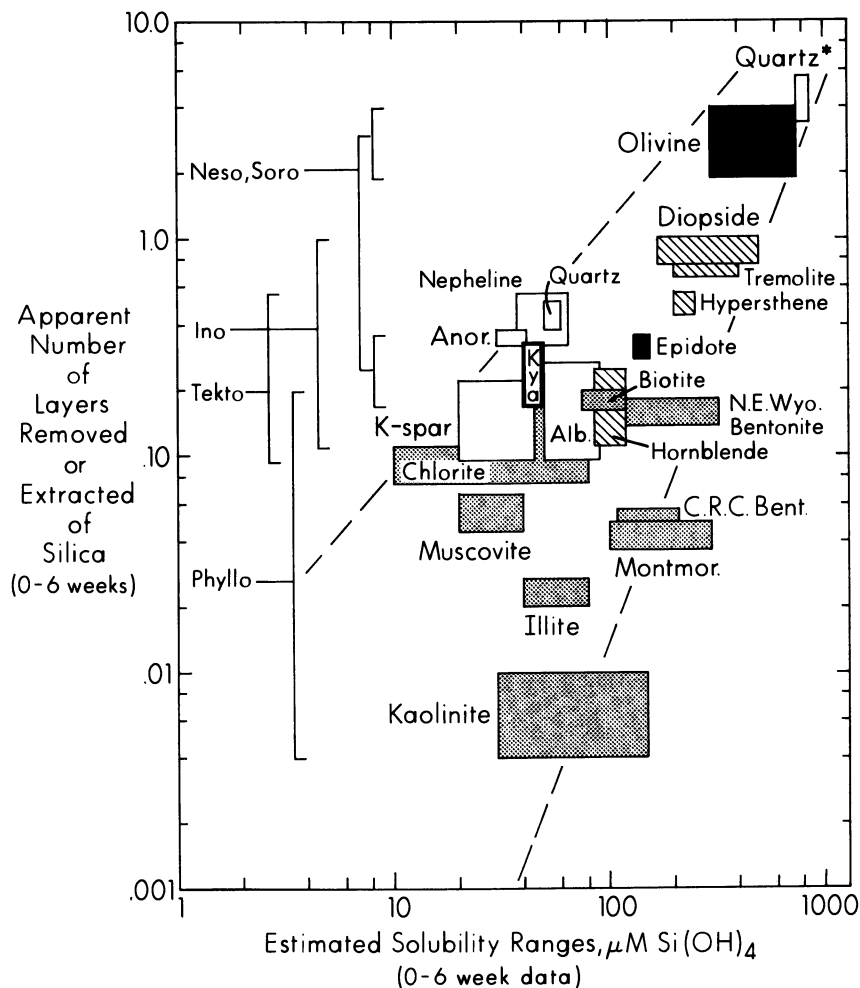 10.0
1.0
.10
.01
.001
Apparent
Number
of
Layers
Removed
or
Extracted
of
Silica
(0-6 weeks)
Neso,Soro
Ino
Tekto
Phyllo
Quartz*
Olivine
Diopside
Tremolite
Hypersthene
Nepheline
Quartz
Anor.
Kya
Epidote
Biotite
N.E.Wyo.
Bentonite
K-spar
Alb.
Hornblende
Chlorite
C.R.C. Bent.
Muscovite
Montmor.
Illite
Kaolinite
1
10
100
1000
Estimated Solubility Ranges, μM Si(OH)4
(0-6 week data)